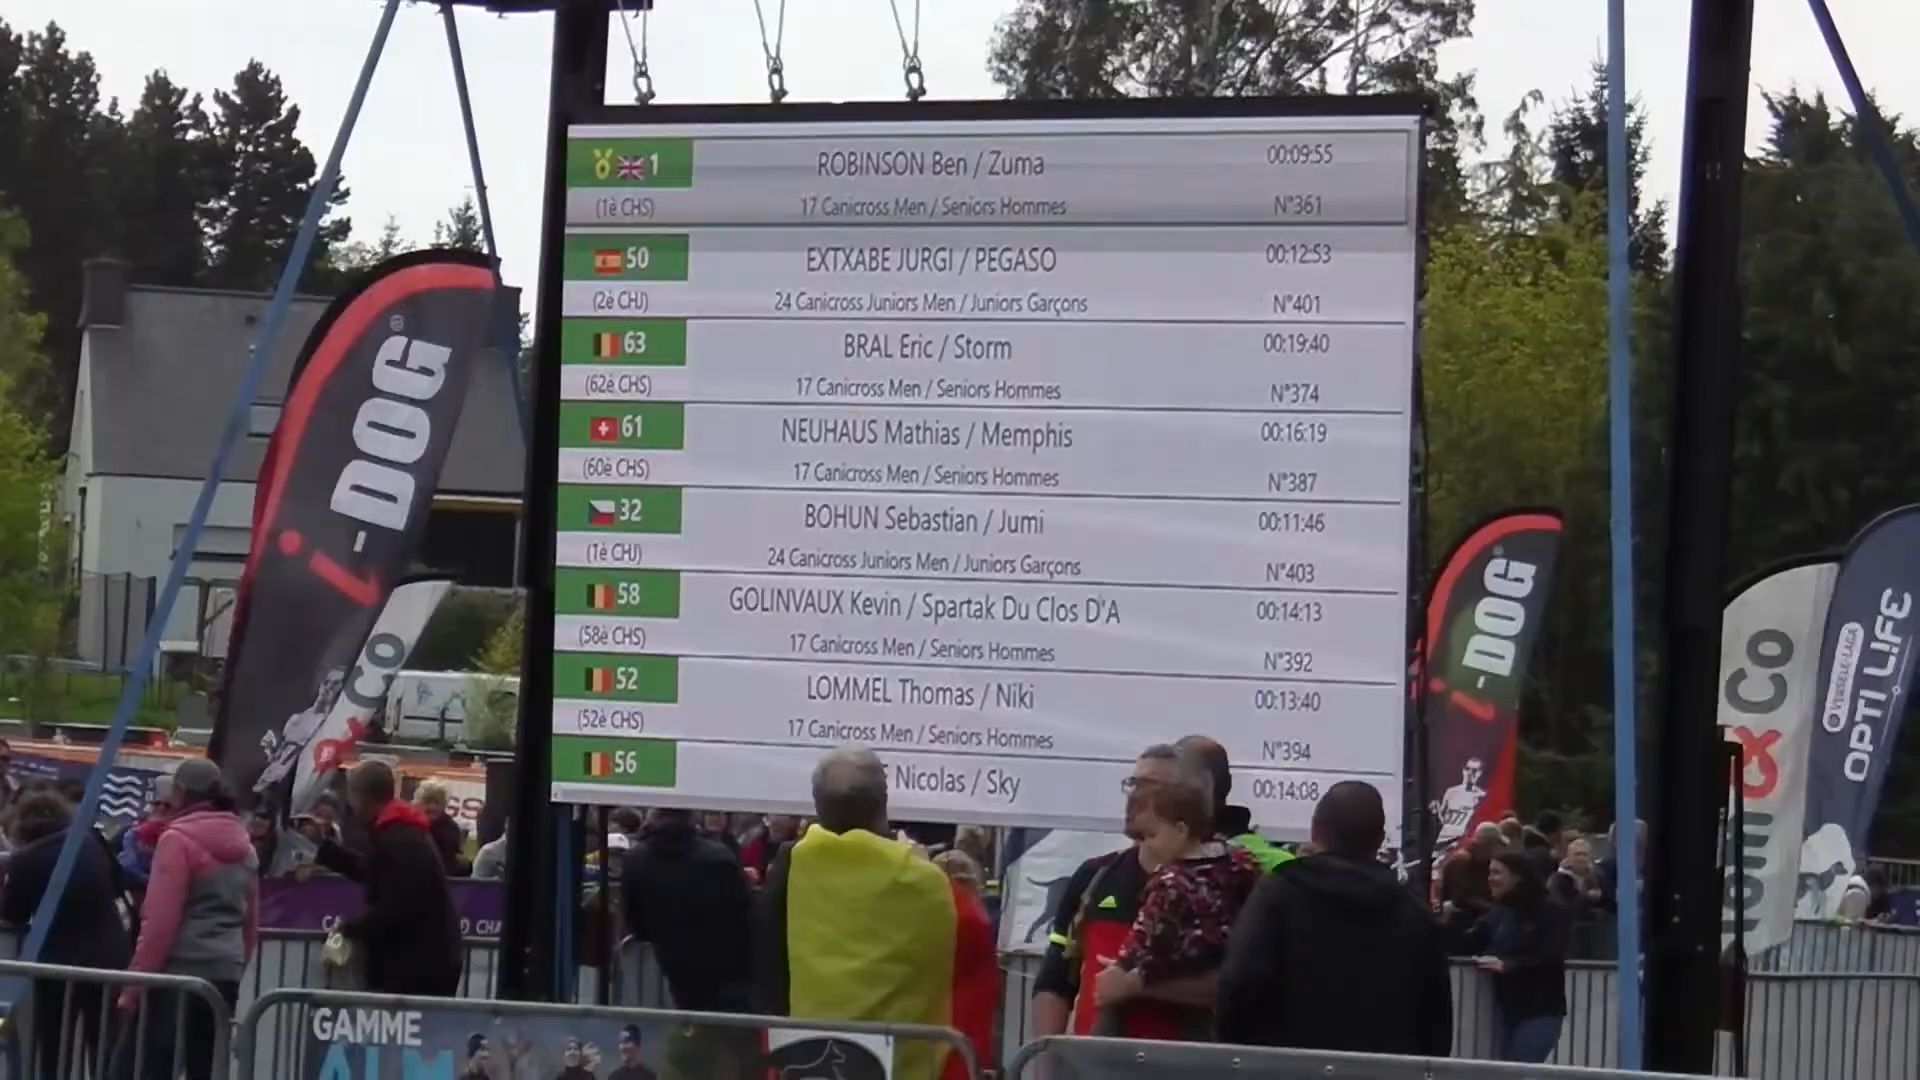 1 ROBINSON Ben / Zuma 00:09:55
(1è CHS) 17 Canicross Men / Seniors Hommes N°361
50 EXTXABE JURGI / PEGASO 00:12:53
(2è CHJ) 24 Canicross Juniors Men / Juniors Garçons N°401
63 BRAL Eric / Storm 00:19:40
(62è CHS) 17 Canicross Men / Seniors Hommes N°374
61 NEUHAUS Mathias / Memphis 00:16:19
(60è CHS) 17 Canicross Men / Seniors Hommes N°387
32 BOHUN Sebastian / Jumi 00:11:46
(1è CHJ) 24 Canicross Juniors Men / Juniors Garçons N°403
58 GOLINVAUX Kevin / Spartak Du Clos D'A 00:14:13
(58è CHS) 17 Canicross Men / Seniors Hommes N°392
52 LOMMEL Thomas / Niki 00:13:40
(52è CHS) 17 Canicross Men / Seniors Hommes N°394
56 Nicolas / Sky 00:14:08
i-DOG®
Co
i-DOG
&Co
VERSELE-LAGA
OPTI LIFE
GAMME